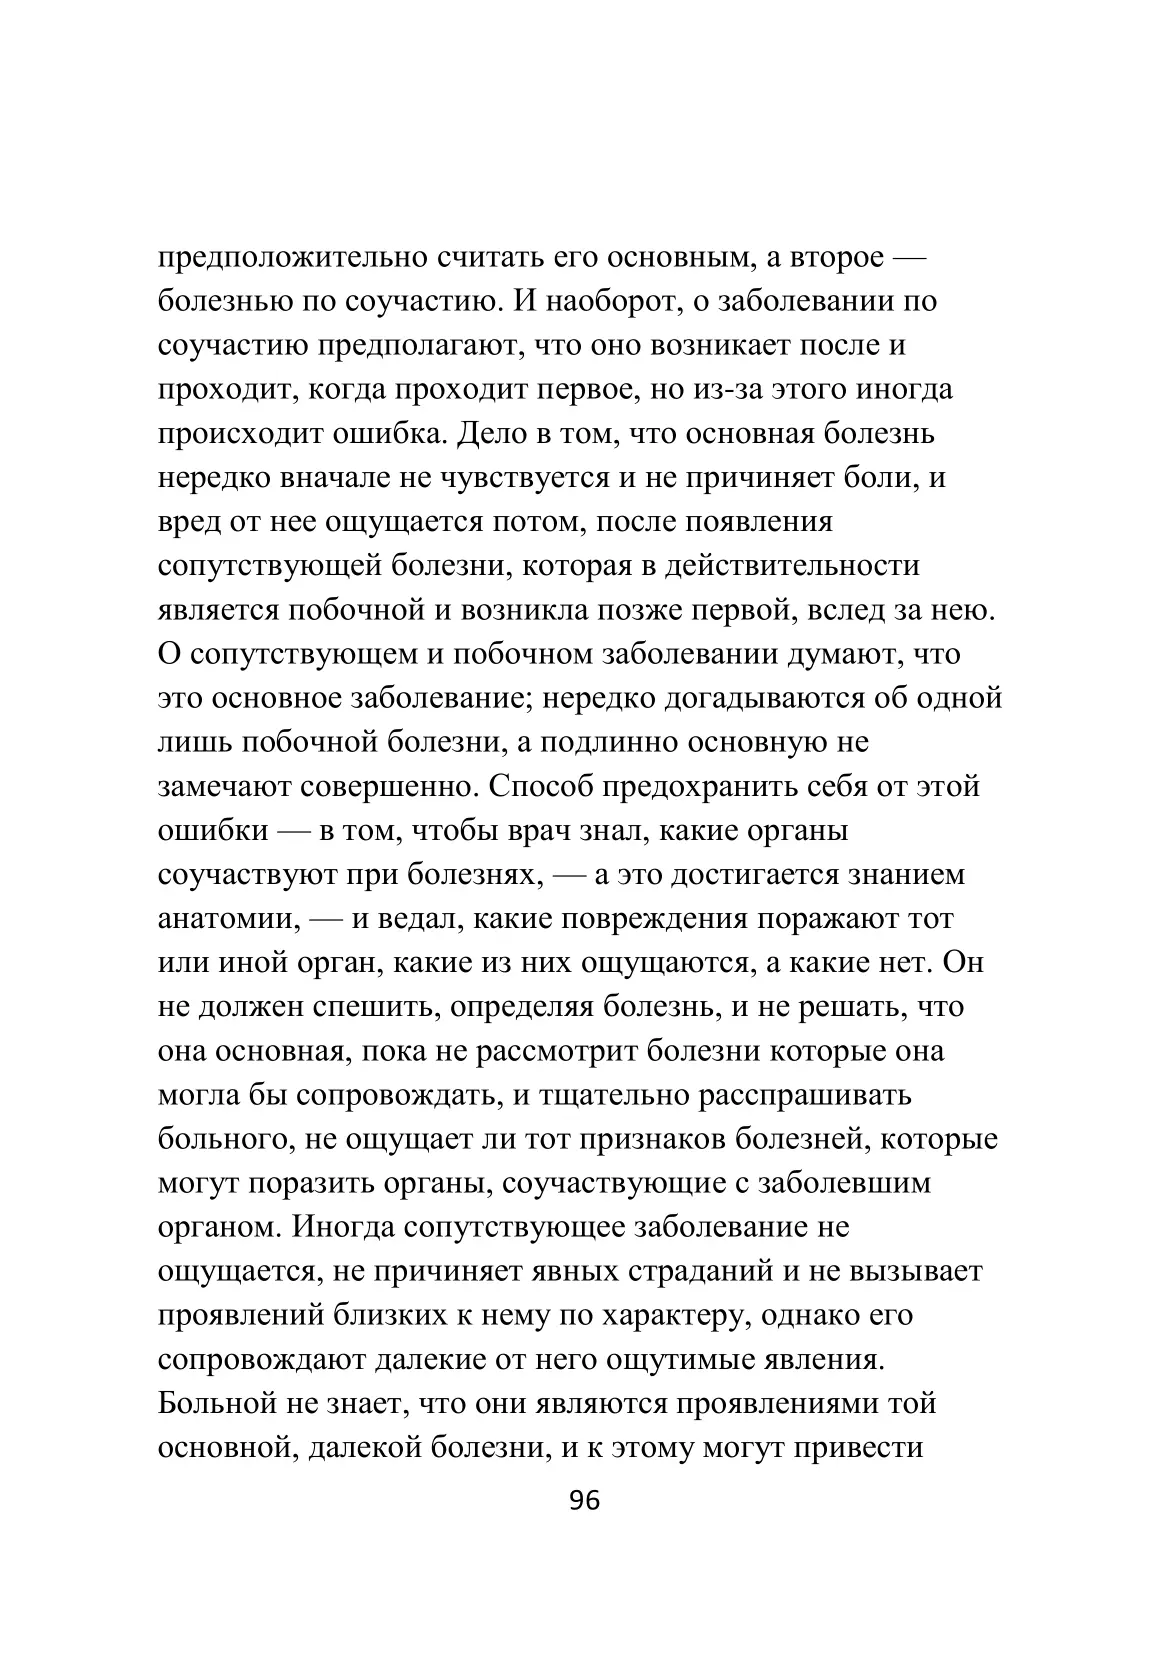 предположительно считать его основным, а второе —
болезнью по соучастию. И наоборот, о заболевании по
соучастию предполагают, что оно возникает после и
проходит, когда проходит первое, но из-за этого иногда
происходит ошибка. Дело в том, что основная болезнь
нередко вначале не чувствуется и не причиняет боли, и
вред от нее ощущается потом, после появления
сопутствующей болезни, которая в действительности
является побочной и возникла позже первой, вслед за нею.
О сопутствующем и побочном заболевании думают, что
это основное заболевание; нередко догадываются об одной
лишь побочной болезни, а подлинно основную не
замечают совершенно. Способ предохранить себя от этой
ошибки — в том, чтобы врач знал, какие органы
соучаствуют при болезнях, — а это достигается знанием
анатомии, — и ведал, какие повреждения поражают тот
или иной орган, какие из них ощущаются, а какие нет. Он
не должен спешить, определяя болезнь, и не решать, что
она основная, пока не рассмотрит болезни которые она
могла бы сопровождать, и тщательно расспрашивать
больного, не ощущает ли тот признаков болезней, которые
могут поразить органы, соучаствующие с заболевшим
органом. Иногда сопутствующее заболевание не
ощущается, не причиняет явных страданий и не вызывает
проявлений близких к нему по характеру, однако его
сопровождают далекие от него ощутимые явления.
Больной не знает, что они являются проявлениями той
основной, далекой болезни, и к этому могут привести
96